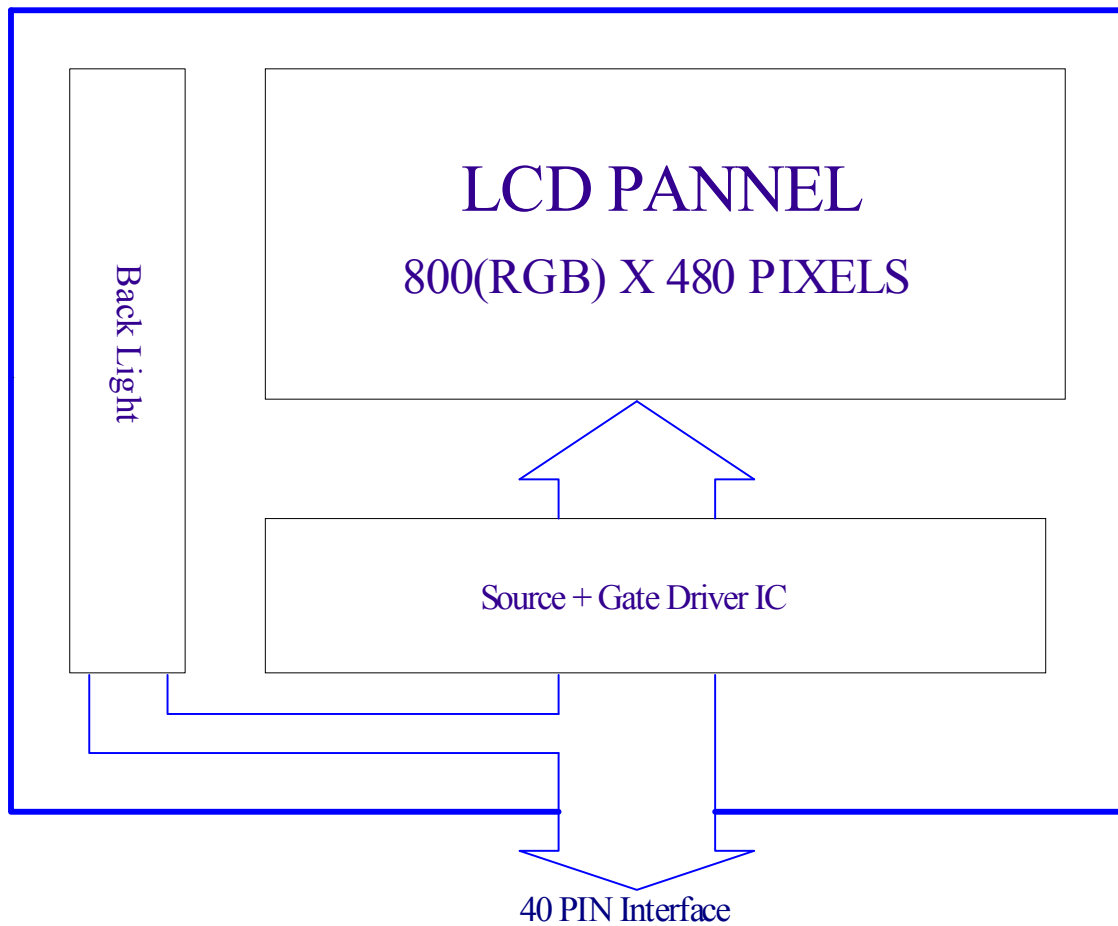 LCD PANNEL
800(RGB) X 480 PIXELS
Back Light
Source + Gate Driver IC
40 PIN Interface